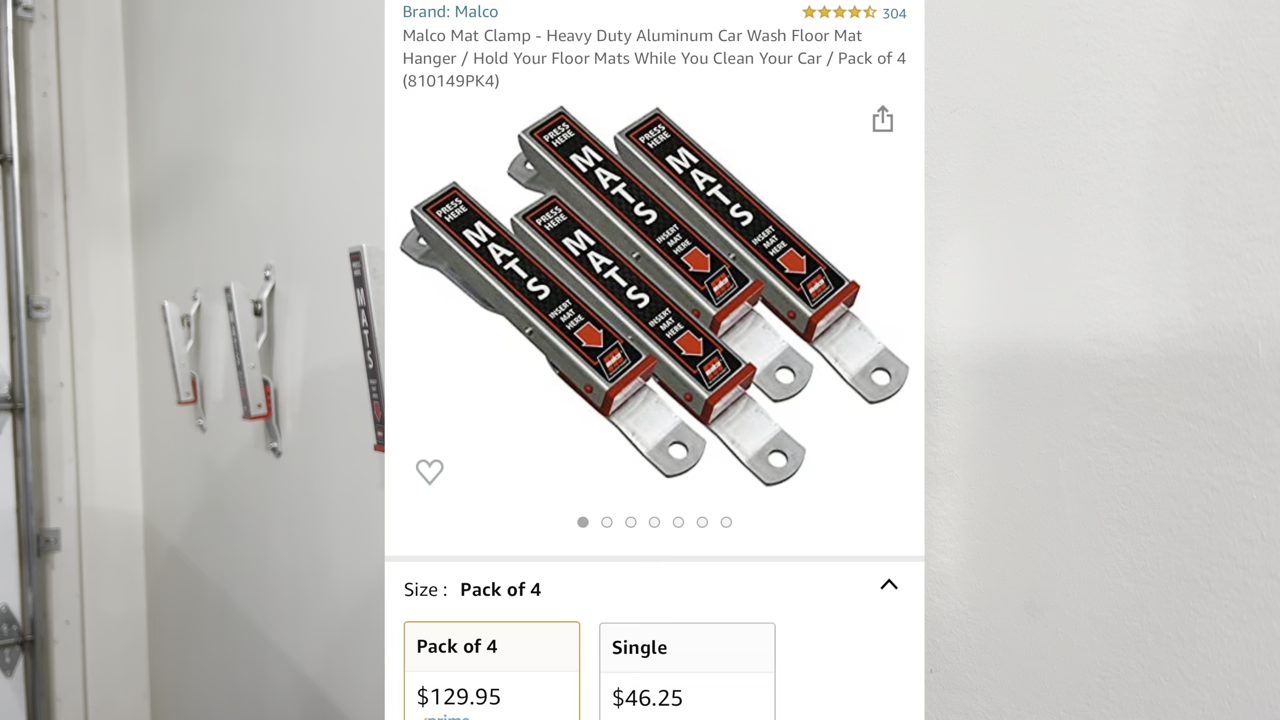 Brand: Malco
304
Malco Mat Clamp - Heavy Duty Aluminum Car Wash Floor Mat
Hanger / Hold Your Floor Mats While You Clean Your Car / Pack of 4
(810149PK4)
PRESS
HERE
MATS
INSERT
MAT
HERE
PRESS
HERE
MATS
INSERT
MAT
HERE
PRESS
HERE
MATS
INSERT
MAT
HERE
PRESS
HERE
MATS
INSERT
MAT
HERE
MATS
Size : Pack of 4
Pack of 4
Single
$129.95
$46.25
prime